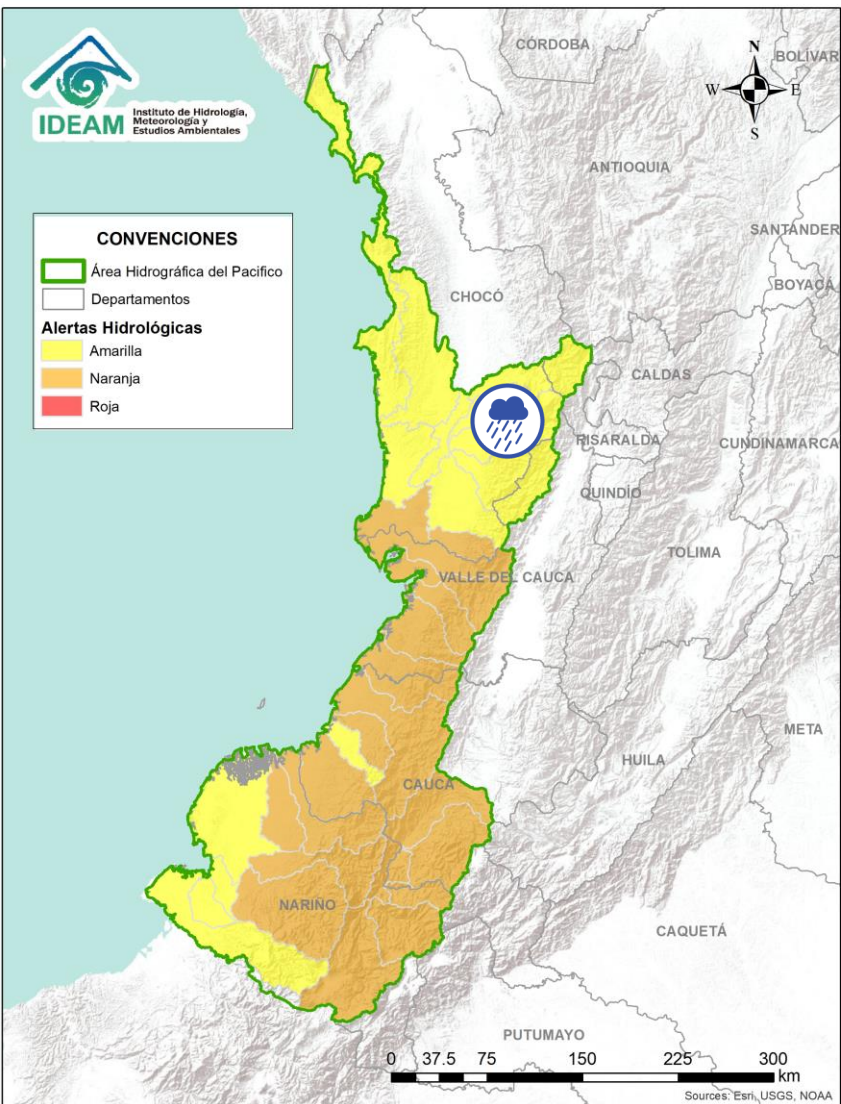 IDEAM
Instituto de Hidrología,
Meteorología y
Estudios Ambientales
N
W E
S
CÓRDOBA
BOLÍVAR
ANTIOQUIA
SANTANDER
BOYACÁ
CHOCÓ
CALDAS
RISARALDA
CUNDINAMARCA
QUINDÍO
TOLIMA
VALLE DEL CAUCA
META
HUILA
CAUCA
NARIÑO
CAQUETÁ
PUTUMAYO
CONVENCIONES
Área Hidrográfica del Pacifico
Departamentos
Alertas Hidrológicas
Amarilla
Naranja
Roja
0 37.5 75 150 225 300
km
Sources: Esri, USGS, NOAA